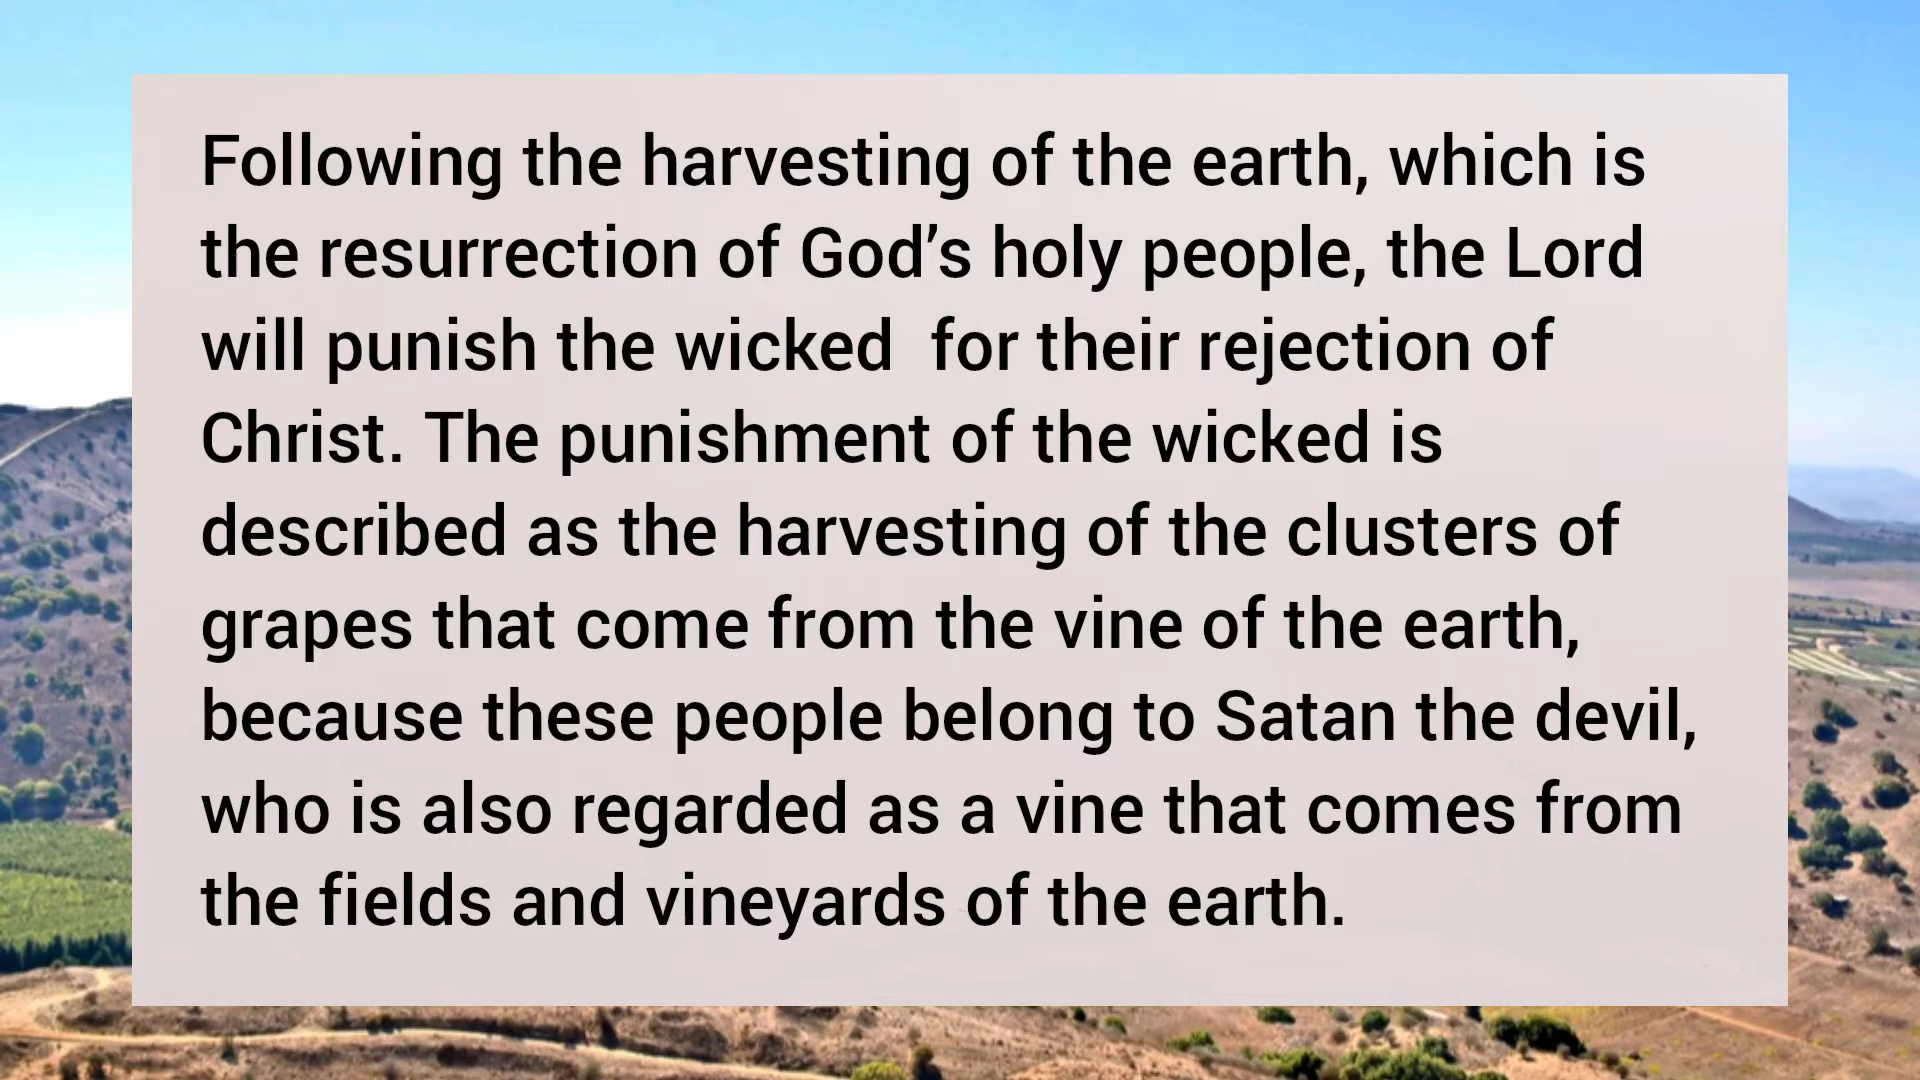 Following the harvesting of the earth, which is
the resurrection of God’s holy people, the Lord
will punish the wicked  for their rejection of
Christ. The punishment of the wicked is
described as the harvesting of the clusters of
grapes that come from the vine of the earth,
because these people belong to Satan the devil,
who is also regarded as a vine that comes from
the fields and vineyards of the earth.